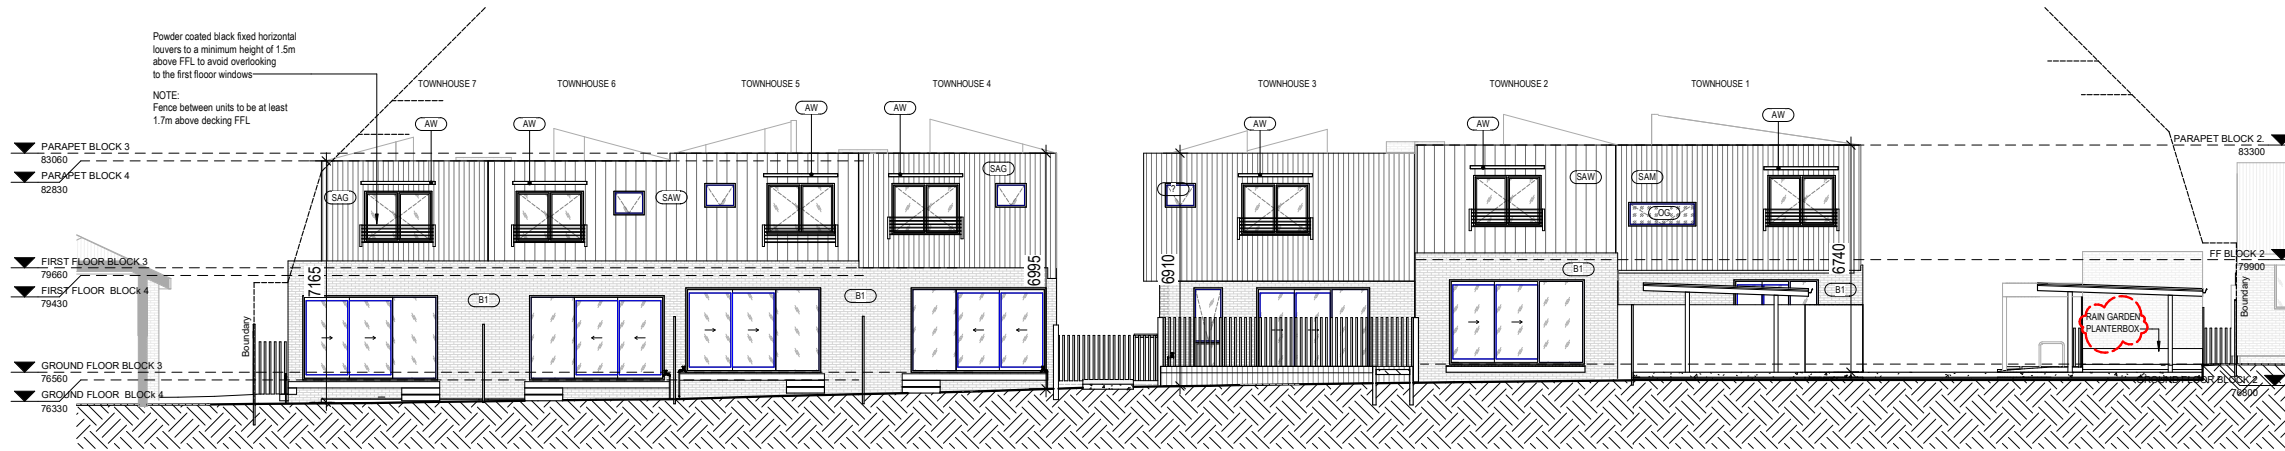 Powder coated black fixed horizontal
louvers to a minimum height of 1.5m
above FFL to avoid overlooking
to the first flooor windows
NOTE:
Fence between units to be at least
1.7m above decking FFL
TOWNHOUSE 7
TOWNHOUSE 6
TOWNHOUSE 5
TOWNHOUSE 4
TOWNHOUSE 3
TOWNHOUSE 2
TOWNHOUSE 1
AW
AW
AW
AW
AW
AW
AW
PARAPET BLOCK 3
83060
PARAPET BLOCK 4
82830
PARAPET BLOCK 2
83300
SAG
SAW
SAG
SAW
SAM
OG
FIRST FLOOR BLOCK 3
79660
FIRST FLOOR BLOCk 4
79430
FF BLOCK 2
79900
7165
6995
6910
6740
B1
B1
B1
B1
Boundary
Boundary
RAIN GARDEN
PLANTERBOX
GROUND FLOOR BLOCK 3
76560
GROUND FLOOR BLOCk 4
76330
GROUND FLOOR BLOCK 2
76800